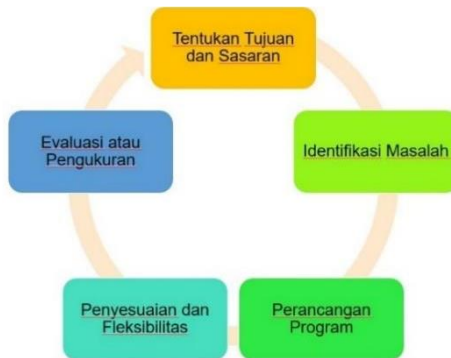 Tentukan Tujuan
dan Sasaran
Identifikasi Masalah
Perancangan
Program
Penyesuaian dan
Fleksibilitas
Evaluasi atau
Pengukuran